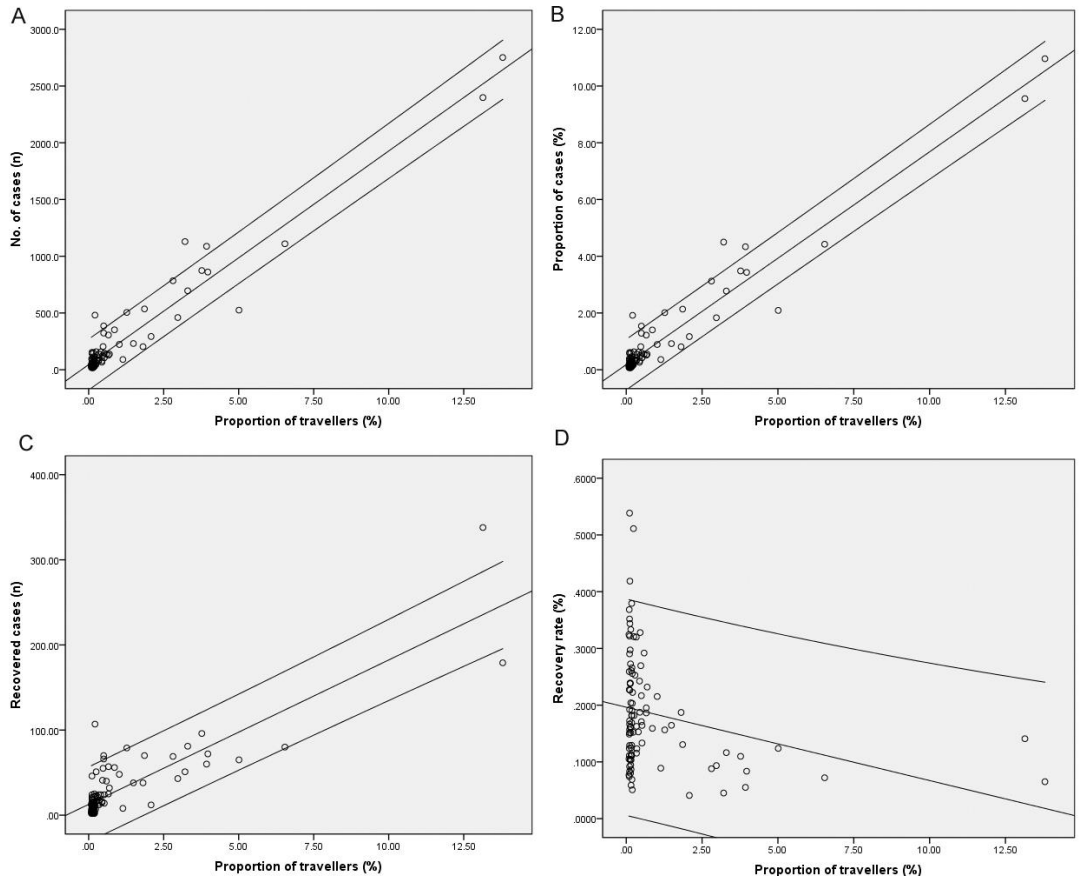 A
3000.0
2500.0
2000.0
1500.0
1000.0
500.0
.0
No. of cases (n)
.00 2.50 5.00 7.50 10.00 12.50
Proportion of travellers (%)
B
12.00
10.00
8.00
6.00
4.00
2.00
.00
Proportion of cases (%)
.00 2.50 5.00 7.50 10.00 12.50
Proportion of travellers (%)
C
400.00
300.00
200.00
100.00
.00
Recovered cases (n)
.00 2.50 5.00 7.50 10.00 12.50
Proportion of travellers (%)
D
.6000
.5000
.4000
.3000
.2000
.1000
.0000
Recovery rate (%)
.00 2.50 5.00 7.50 10.00 12.50
Proportion of travellers (%)